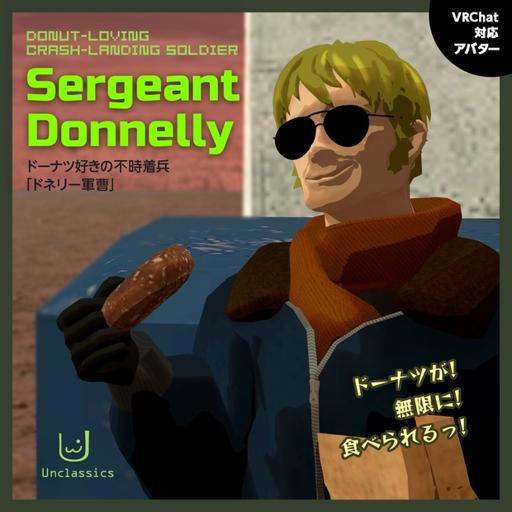 VRChat
対応
アバター
DONUT-LOVING
CRASH-LANDING SOLDIER
Sergeant
Donnelly
ドーナツ好きの不時着兵
「ドネリー軍曹」
ドーナツが!
無限に!
食べられるっ!
Unclassics